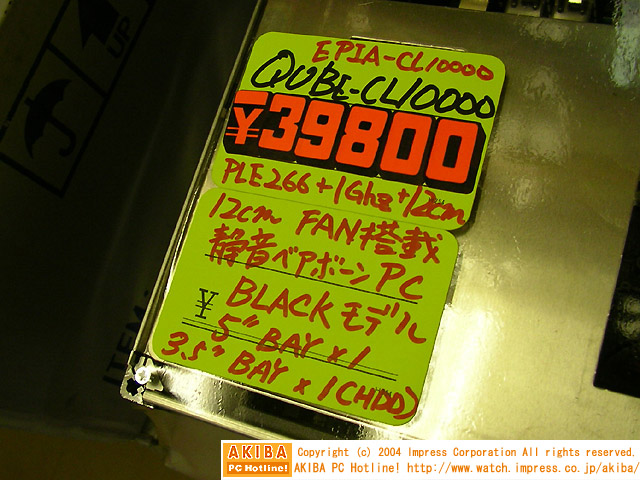 EPIA-CL10000
QUBE-CL10000
¥39800
PLE266+1Ghz+12cm
12cm FAN搭載
静音ベアボーンPC
¥ BLACKモデル
5" BAY x 1
3.5" BAY x 1 (HDD)
UP
ITEM
AKIBA
PC Hotline!
Copyright (c) 2004 Impress Corporation All rights reserved.
AKIBA PC Hotline! http://www.watch.impress.co.jp/akiba/